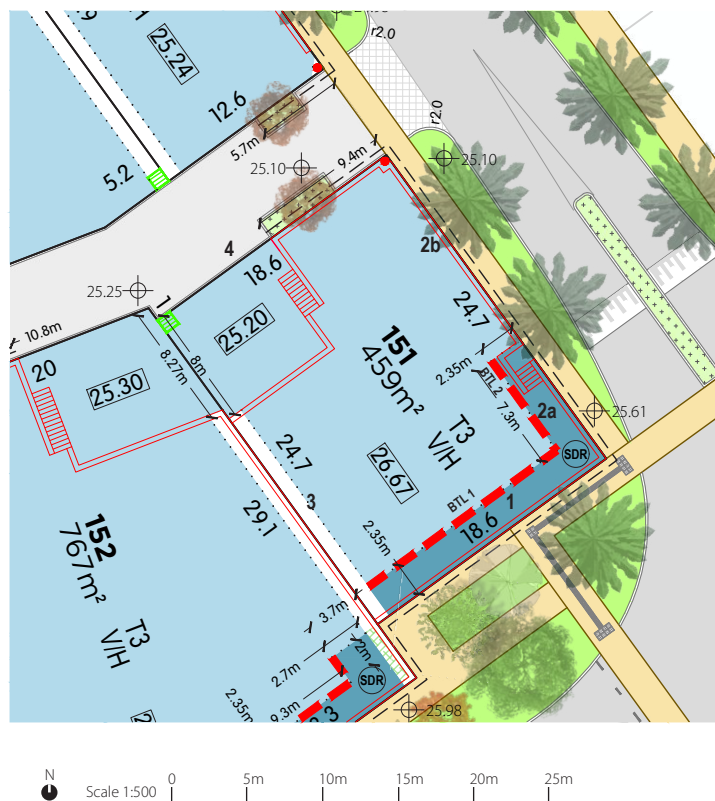 r2.0
25.24
12.6
5.7m
5.2
25.10
9.4m
r2.0
25.10
4
2b
18.6
25.25
1
10.8m
20
25.20
24.7
8m
8.27m
25.30
151
459m²
T3
V/H
2.35m
BTL2
7.3m
2a
25.61
SDR
26.67
24.7
3
29.1
BTL1
1
18.6
2.35m
152
767m²
T3
V/H
3.7m
2m
2.7m
SDR
2.35m
9.3m
25.98
N
Scale 1:500
0 5m 10m 15m 20m 25m